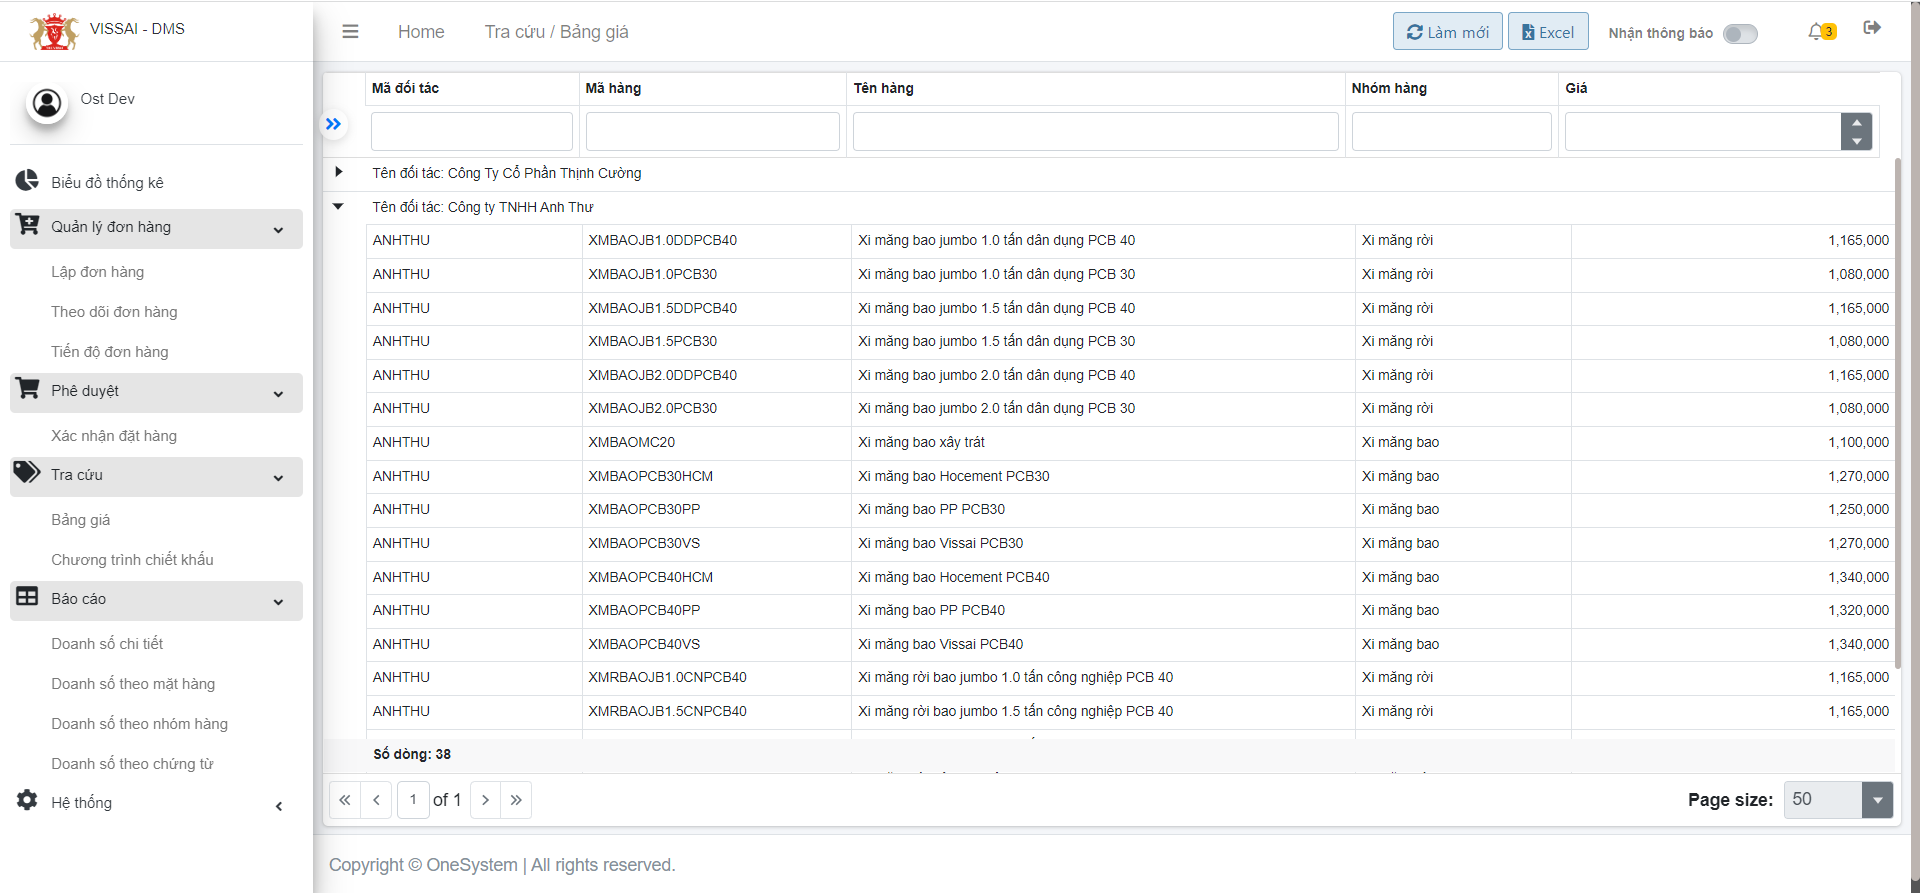 VISSAI - DMS
Home
Tra cứu / Bảng giá
Làm mới
Excel
Nhận thông báo
3
Ost Dev
Biểu đồ thống kê
Quản lý đơn hàng
Lập đơn hàng
Theo dõi đơn hàng
Tiến độ đơn hàng
Phê duyệt
Xác nhận đặt hàng
Tra cứu
Bảng giá
Chương trình chiết khấu
Báo cáo
Doanh số chi tiết
Doanh số theo mặt hàng
Doanh số theo nhóm hàng
Doanh số theo chứng từ
Hệ thống
Mã đối tác Mã hàng Tên hàng Nhóm hàng Giá
Tên đối tác: Công Ty Cổ Phần Thịnh Cường
Tên đối tác: Công ty TNHH Anh Thư
ANHTHU XMBAOJB1.0DDPCB40 Xi măng bao jumbo 1.0 tấn dân dụng PCB 40 Xi măng rời 1,165,000
ANHTHU XMBAOJB1.0PCB30 Xi măng bao jumbo 1.0 tấn dân dụng PCB 30 Xi măng rời 1,080,000
ANHTHU XMBAOJB1.5DDPCB40 Xi măng bao jumbo 1.5 tấn dân dụng PCB 40 Xi măng rời 1,165,000
ANHTHU XMBAOJB1.5PCB30 Xi măng bao jumbo 1.5 tấn dân dụng PCB 30 Xi măng rời 1,080,000
ANHTHU XMBAOJB2.0DDPCB40 Xi măng bao jumbo 2.0 tấn dân dụng PCB 40 Xi măng rời 1,165,000
ANHTHU XMBAOJB2.0PCB30 Xi măng bao jumbo 2.0 tấn dân dụng PCB 30 Xi măng rời 1,080,000
ANHTHU XMBAOMC20 Xi măng bao xây trát Xi măng bao 1,100,000
ANHTHU XMBAOPCB30HCM Xi măng bao Hocement PCB30 Xi măng bao 1,270,000
ANHTHU XMBAOPCB30PP Xi măng bao PP PCB30 Xi măng bao 1,250,000
ANHTHU XMBAOPCB30VS Xi măng bao Vissai PCB30 Xi măng bao 1,270,000
ANHTHU XMBAOPCB40HCM Xi măng bao Hocement PCB40 Xi măng bao 1,340,000
ANHTHU XMBAOPCB40PP Xi măng bao PP PCB40 Xi măng bao 1,320,000
ANHTHU XMBAOPCB40VS Xi măng bao Vissai PCB40 Xi măng bao 1,340,000
ANHTHU XMRBAOJB1.0CNPCB40 Xi măng rời bao jumbo 1.0 tấn công nghiệp PCB 40 Xi măng rời 1,165,000
ANHTHU XMRBAOJB1.5CNPCB40 Xi măng rời bao jumbo 1.5 tấn công nghiệp PCB 40 Xi măng rời 1,165,000
Số dòng: 38
1 of 1
Page size: 50
Copyright © OneSystem | All rights reserved.